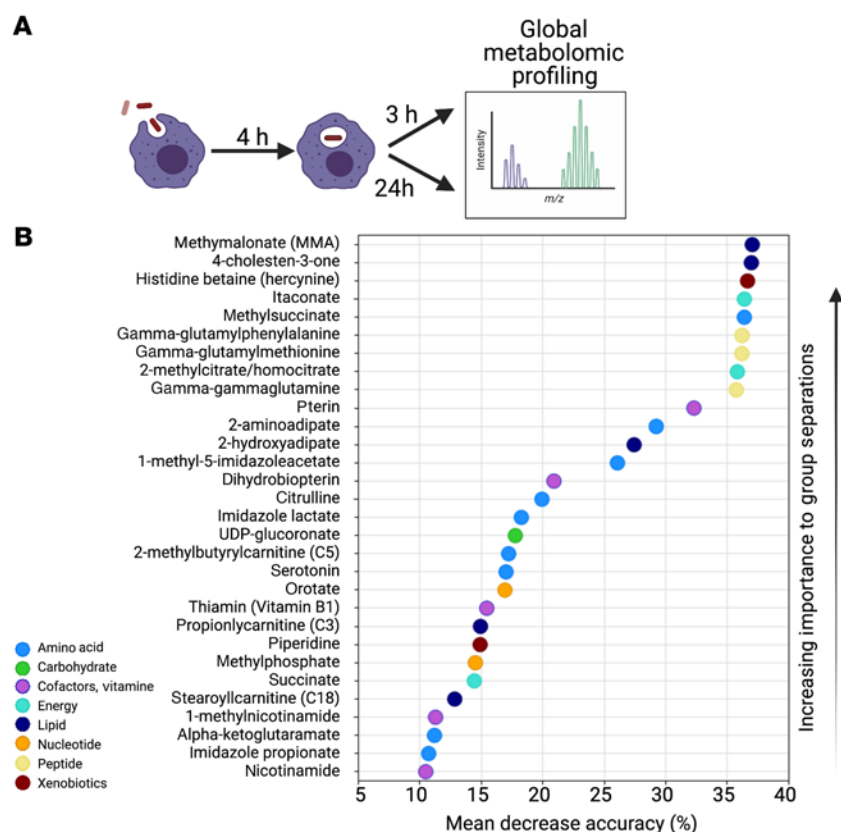 A
Global
metabolomic
profiling
4 h
3 h
24h
Intensity
m/z
B
Methymalonate (MMA)
4-cholesten-3-one
Histidine betaine (hercynine)
Itaconate
Methylsuccinate
Gamma-glutamylphenylalanine
Gamma-glutamylmethionine
2-methylcitrate/homocitrate
Gamma-gammaglutamine
Pterin
2-aminoadipate
2-hydroxyadipate
1-methyl-5-imidazoleacetate
Dihydrobiopterin
Citrulline
Imidazole lactate
UDP-glucoronate
2-methylbutyrylcarnitine (C5)
Serotonin
Orotate
Thiamin (Vitamin B1)
Propionlycarnitine (C3)
Piperidine
Methylphosphate
Succinate
Stearoyllcarnitine (C18)
1-methylnicotinamide
Alpha-ketoglutaramate
Imidazole propionate
Nicotinamide
Amino acid
Carbohydrate
Cofactors, vitamine
Energy
Lipid
Nucleotide
Peptide
Xenobiotics
5 10 15 20 25 30 35 40
Mean decrease accuracy (%)
Increasing importance to group separations